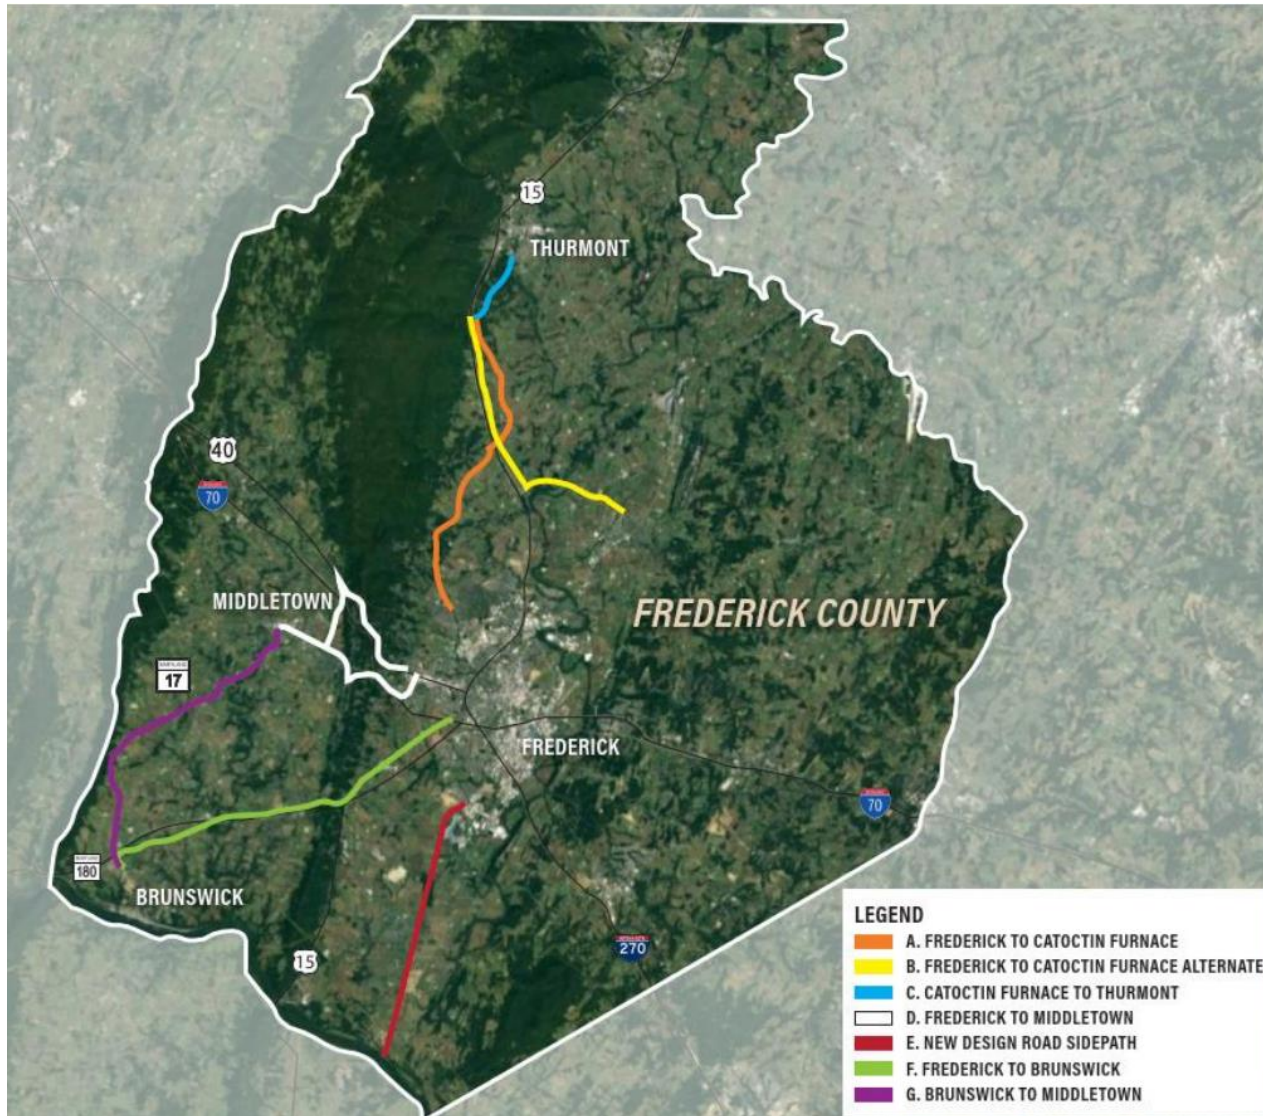 15
THURMONT
40
70
MIDDLETOWN
FREDERICK COUNTY
17
FREDERICK
70
180
BRUNSWICK
15
270
LEGEND
A. FREDERICK TO CATOCTIN FURNACE
B. FREDERICK TO CATOCTIN FURNACE ALTERNATE
C. CATOCTIN FURNACE TO THURMONT
D. FREDERICK TO MIDDLETOWN
E. NEW DESIGN ROAD SIDEPATH
F. FREDERICK TO BRUNSWICK
G. BRUNSWICK TO MIDDLETOWN